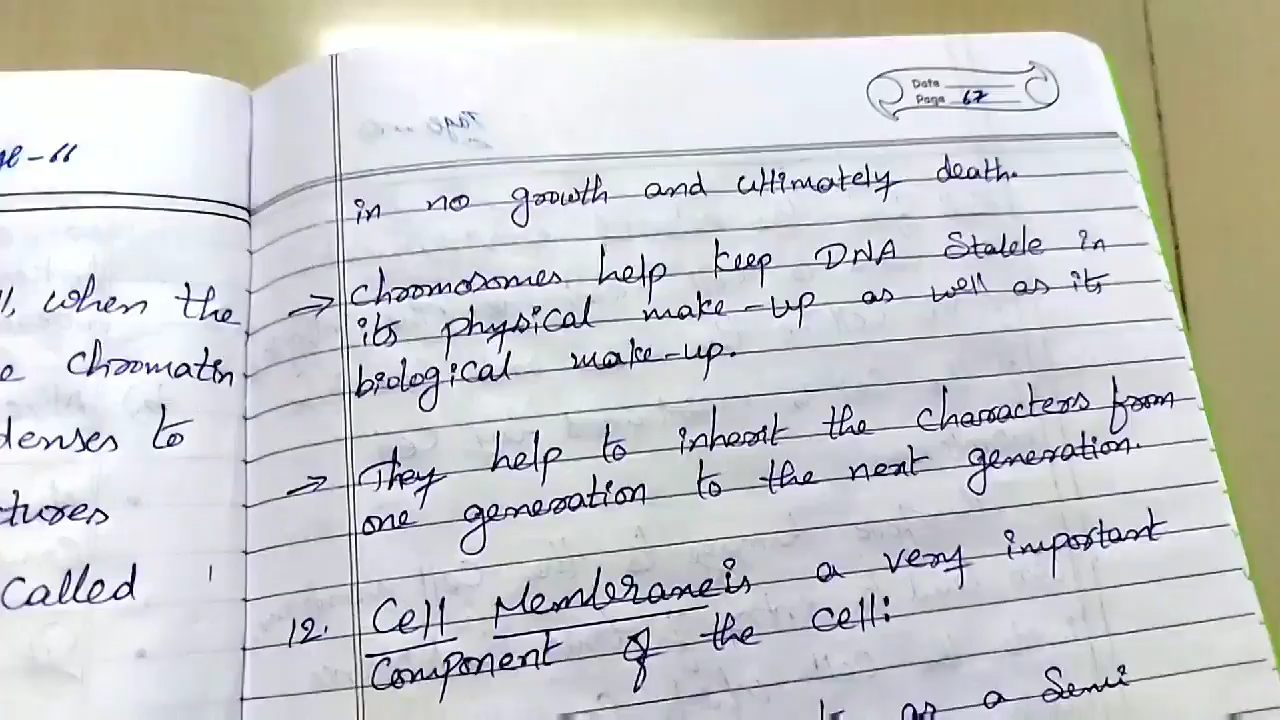 Date
Page 67
in no growth and ultimately death.
→ Chromosomes help keep DNA Stable in
its physical make-up as well as its
biological make-up.
→ They help to inherit the characters from
one generation to the next generation.
12. Cell Membrane is a very important
Component of the cell:
as a Semi
-66
, when the
chromatin
denses to
tures
Called